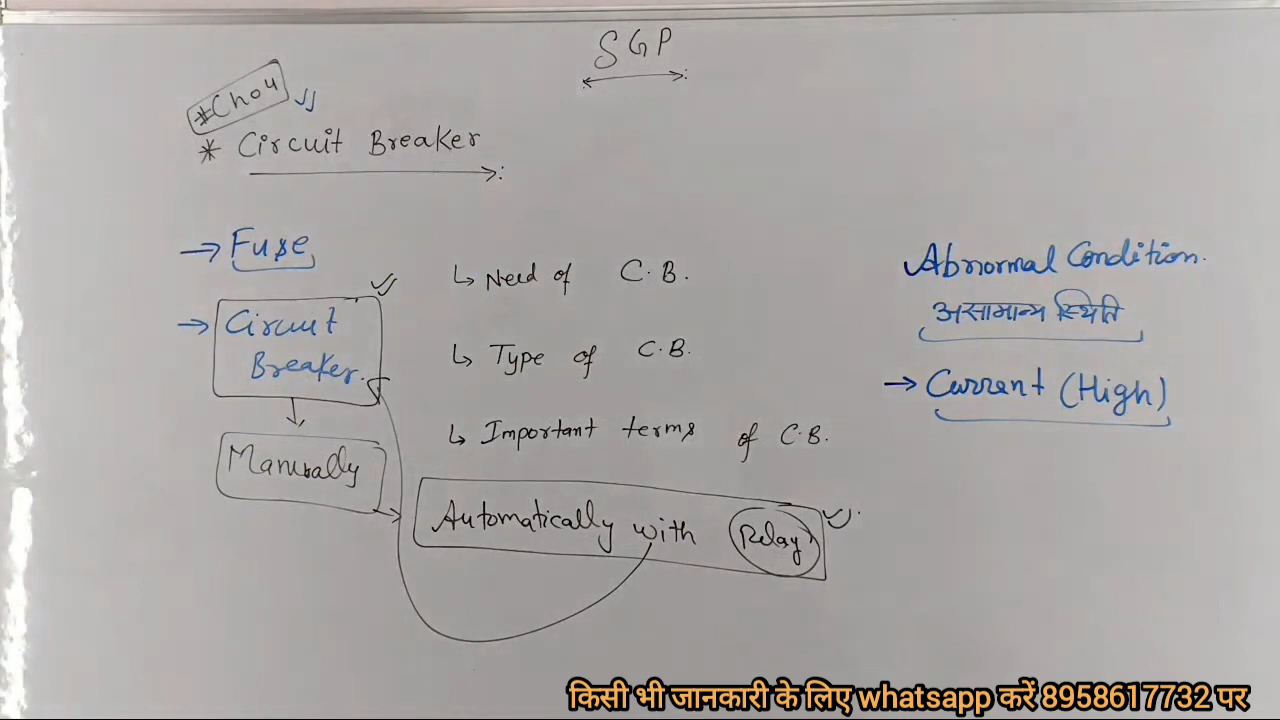 SGP
#Ch04
* Circuit Breaker
→ Fuse
→ Circuit
Breaker.
Manually
↳ Need of C.B.
↳ Type of C.B.
↳ Important terms of C.B.
Automatically with Relay
Abnormal Condition.
असामान्य स्थिति
→ Current (High)
किसी भी जानकारी के लिए whatsapp करें 8958617732 पर